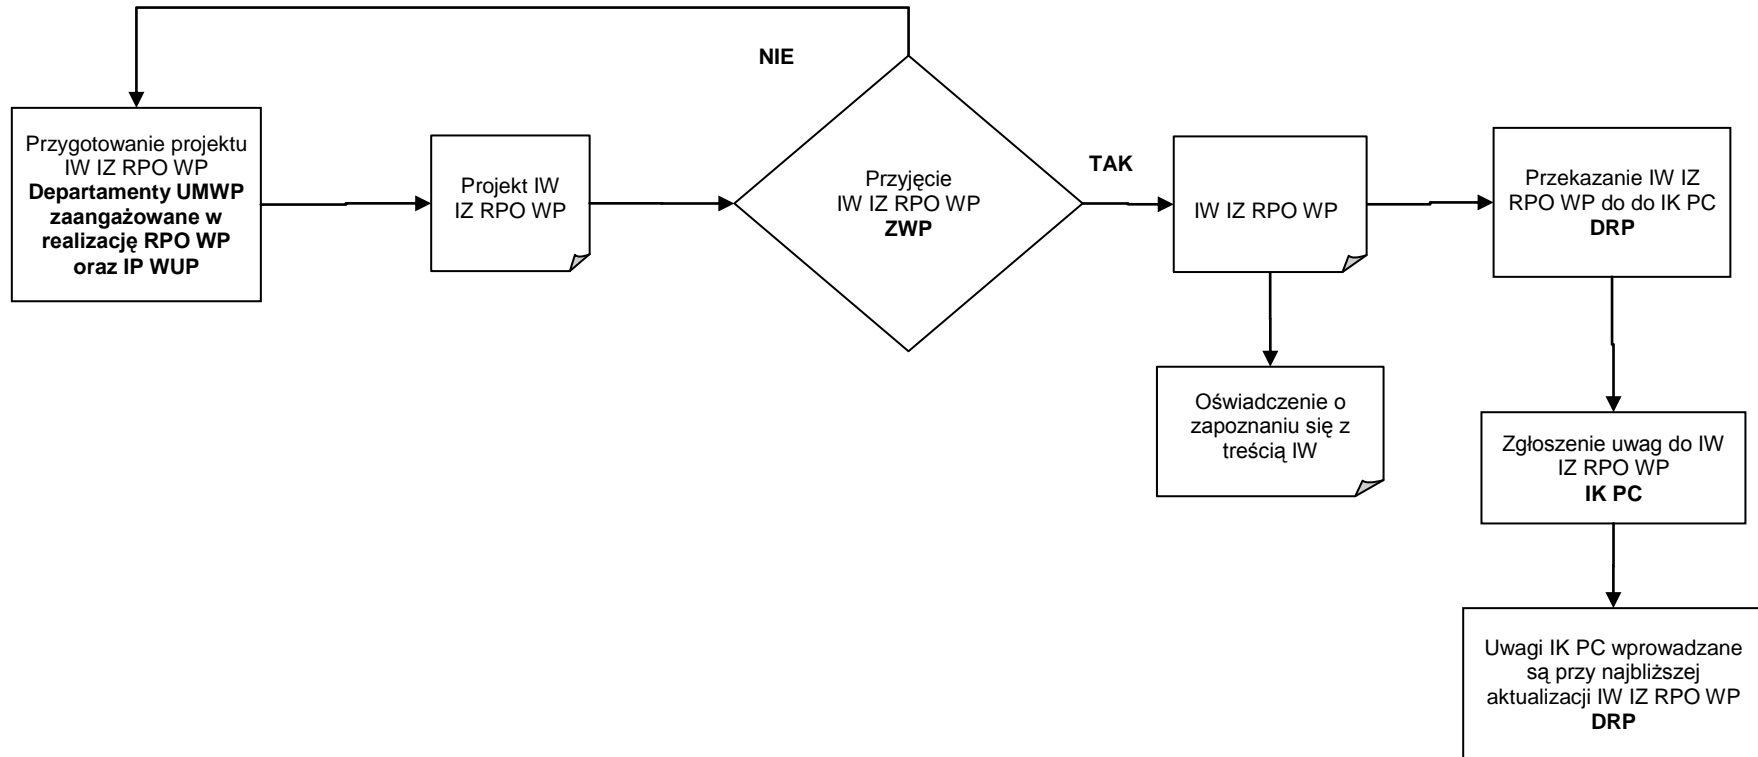 NIE
Przygotowanie projektu
IW IZ RPO WP
Departamenty UMWP
zaangażowane w
realizację RPO WP
oraz IP WUP
Projekt IW
IZ RPO WP
Przyjęcie
IW IZ RPO WP
ZWP
TAK
IW IZ RPO WP
Przekazanie IW IZ
RPO WP do do IK PC
DRP
Oświadczenie o
zapoznaniu się z
treścią IW
Zgłoszenie uwag do IW
IZ RPO WP
IK PC
Uwagi IK PC wprowadzane
są przy najbliższej
aktualizacji IW IZ RPO WP
DRP